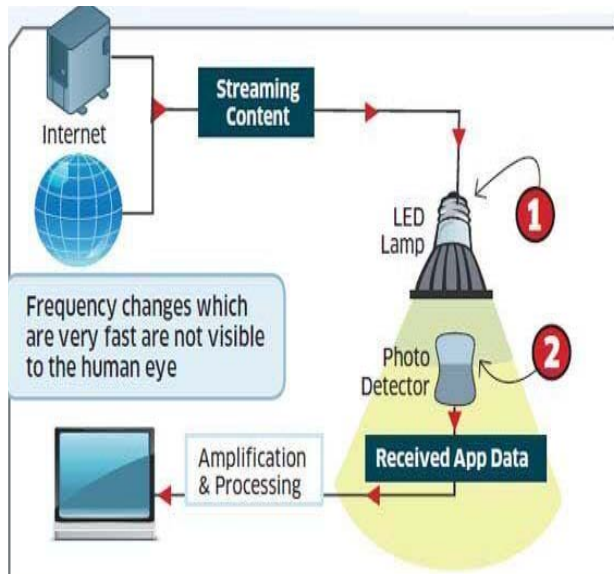 Internet
Streaming
Content
LED
Lamp
1
Frequency changes which
are very fast are not visible
to the human eye
Photo
Detector
2
Amplification
& Processing
Received App Data